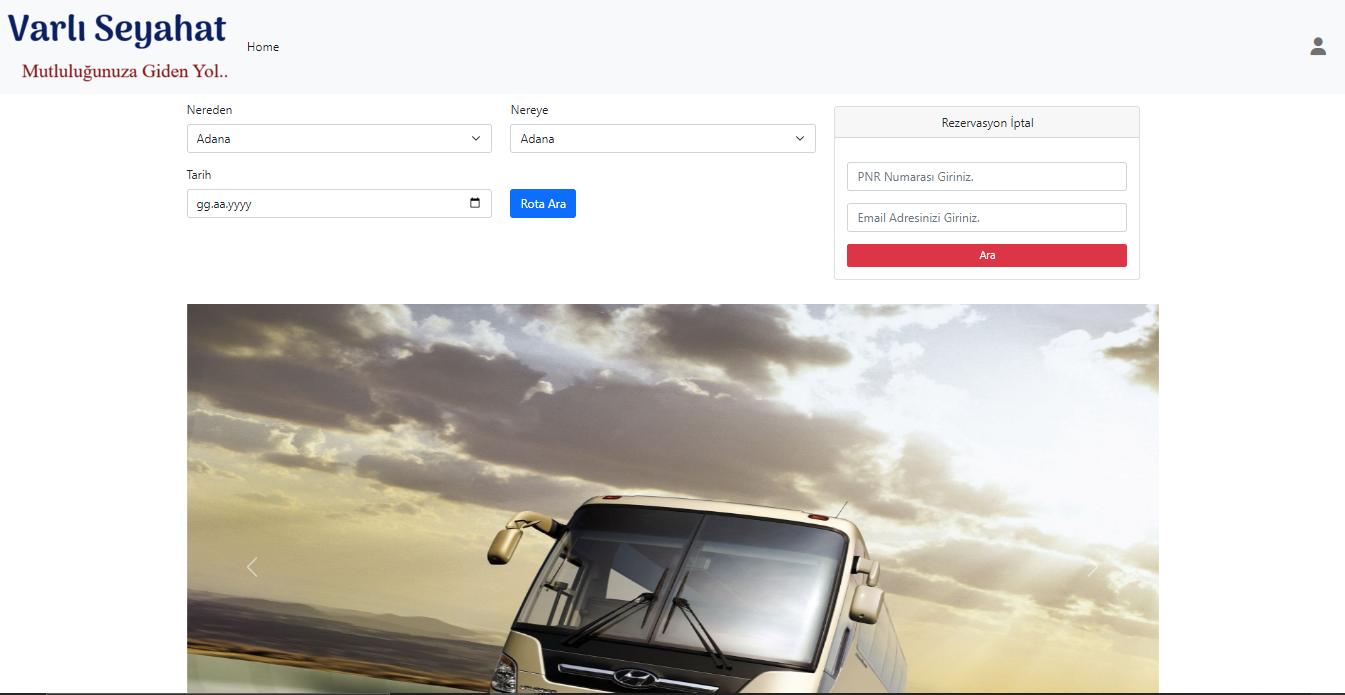 Varlı Seyahat
Mutluluğunuza Giden Yol..
Home
Nereden
Nereye
Adana
Adana
Tarih
gg.aa.yyyy
Rota Ara
Rezervasyon İptal
PNR Numarası Giriniz.
Email Adresinizi Giriniz.
Ara